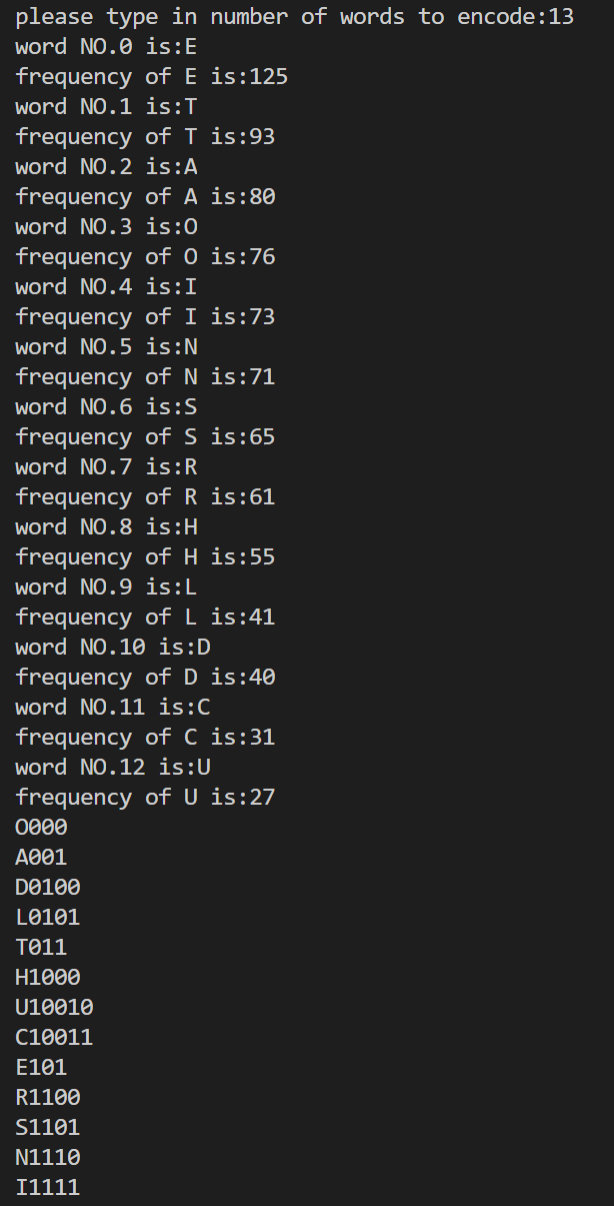 please type in number of words to encode:13
word NO.0 is:E
frequency of E is:125
word NO.1 is:T
frequency of T is:93
word NO.2 is:A
frequency of A is:80
word NO.3 is:O
frequency of O is:76
word NO.4 is:I
frequency of I is:73
word NO.5 is:N
frequency of N is:71
word NO.6 is:S
frequency of S is:65
word NO.7 is:R
frequency of R is:61
word NO.8 is:H
frequency of H is:55
word NO.9 is:L
frequency of L is:41
word NO.10 is:D
frequency of D is:40
word NO.11 is:C
frequency of C is:31
word NO.12 is:U
frequency of U is:27
O000
A001
D0100
L0101
T011
H1000
U10010
C10011
E101
R1100
S1101
N1110
I1111